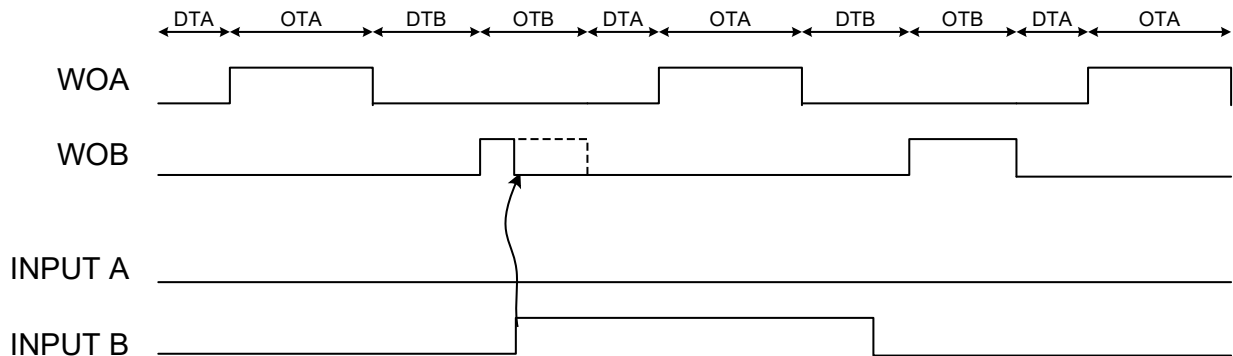 DTA OTA DTB OTB DTA OTA DTB OTB DTA OTA
WOA
WOB
INPUT A
INPUT B